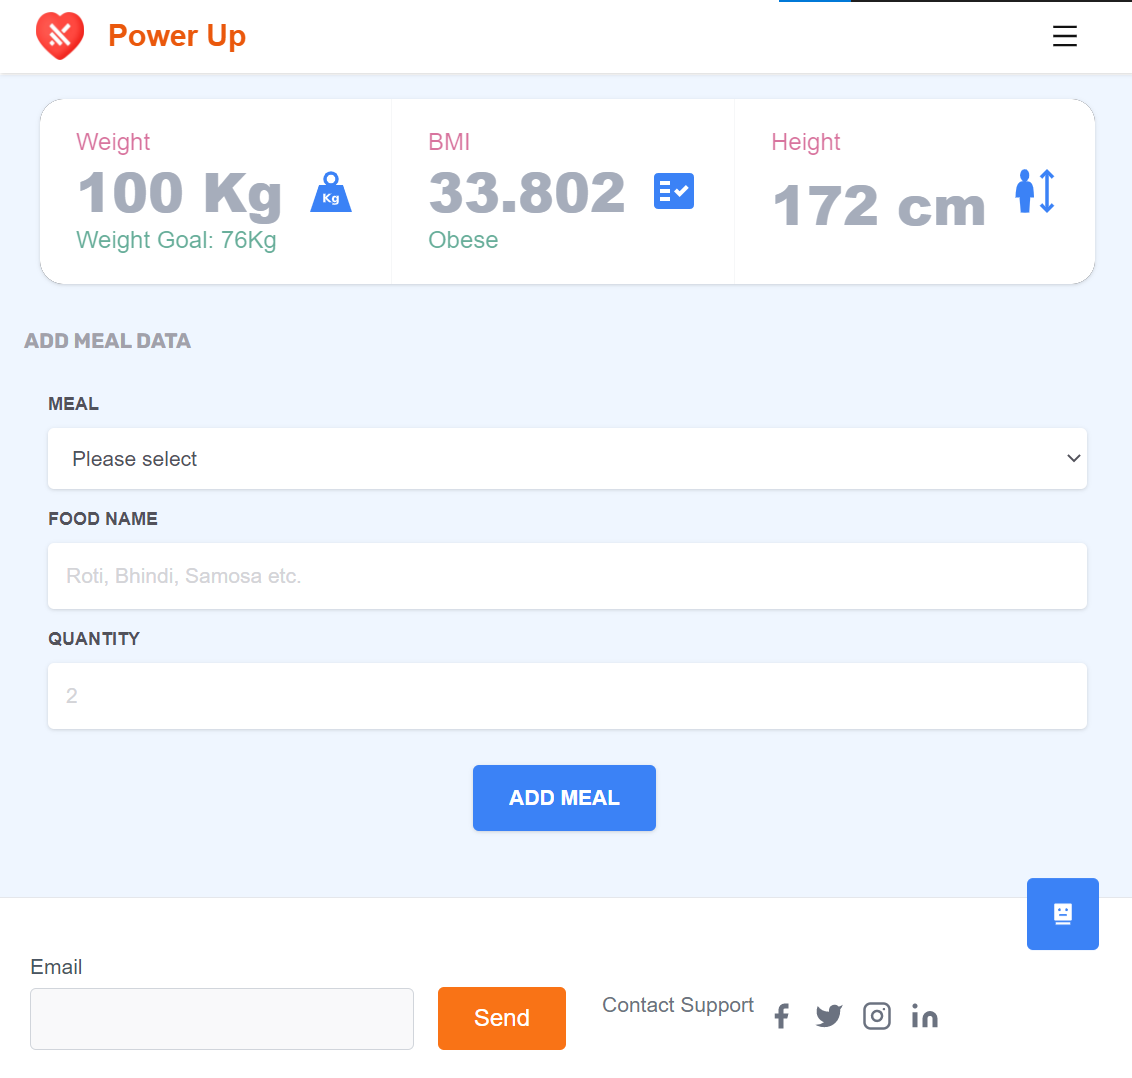 Power Up
Weight
100 Kg
Kg
Weight Goal: 76Kg
BMI
33.802
Obese
Height
172 cm
ADD MEAL DATA
MEAL
Please select
FOOD NAME
Roti, Bhindi, Samosa etc.
QUANTITY
2
ADD MEAL
Email
Send
Contact Support